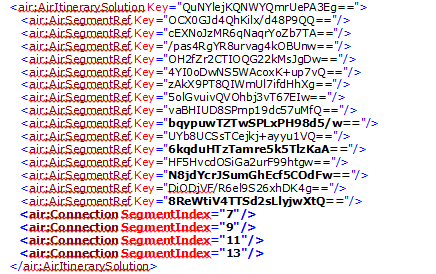 <air:AirItinerarySolution Key="QuNYlejKQNWYQmrUePA3Eg==">
<air:AirSegmentRef Key="OCX0GJd4QhKilx/d48P9QQ=="/>
<air:AirSegmentRef Key="cEXNoJzMR6qNaqrYoZb7TA=="/>
<air:AirSegmentRef Key="/pas4RgYR8urvag4kOBUnw=="/>
<air:AirSegmentRef Key="OH2fZr2CTIOQG22kMsJgDw=="/>
<air:AirSegmentRef Key="4YI0oDwNS5WAcoxK+up7vQ=="/>
<air:AirSegmentRef Key="zAkX9PT8QIWmUl7ifdHhXg=="/>
<air:AirSegmentRef Key="5olGvuivQVOhbj3vT67EIw=="/>
<air:AirSegmentRef Key="vaBHIUD8SPmp19dc57uMfQ=="/>
<air:AirSegmentRef Key="bqypuwTZTwSPLxPH98d5/w=="/>
<air:AirSegmentRef Key="UYb8UCSsTCejkj+ayyu1VQ=="/>
<air:AirSegmentRef Key="6kqduHTzTamre5k5TlzKaA=="/>
<air:AirSegmentRef Key="HF5HvcdOSiGa2urF99htgw=="/>
<air:AirSegmentRef Key="N8jdYcrJSumGhEcf5COdFw=="/>
<air:AirSegmentRef Key="DiODjVF/R6el9S26xhDK4g=="/>
<air:AirSegmentRef Key="8ReWtiV4TTSd2sLlyjwXtQ=="/>
<air:Connection SegmentIndex="7"/>
<air:Connection SegmentIndex="9"/>
<air:Connection SegmentIndex="11"/>
<air:Connection SegmentIndex="13"/>
</air:AirItinerarySolution>